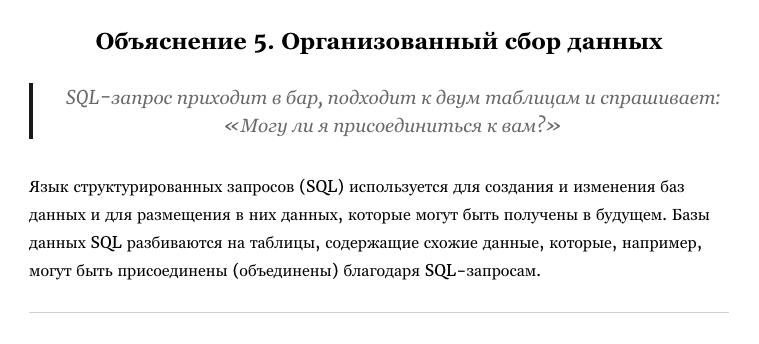 Объяснение 5. Организованный сбор данных
SQL-запрос приходит в бар, подходит к двум таблицам и спрашивает:
«Могу ли я присоединиться к вам?»
Язык структурированных запросов (SQL) используется для создания и изменения баз
данных и для размещения в них данных, которые могут быть получены в будущем. Базы
данных SQL разбиваются на таблицы, содержащие схожие данные, которые, например,
могут быть присоединены (объединены) благодаря SQL-запросам.